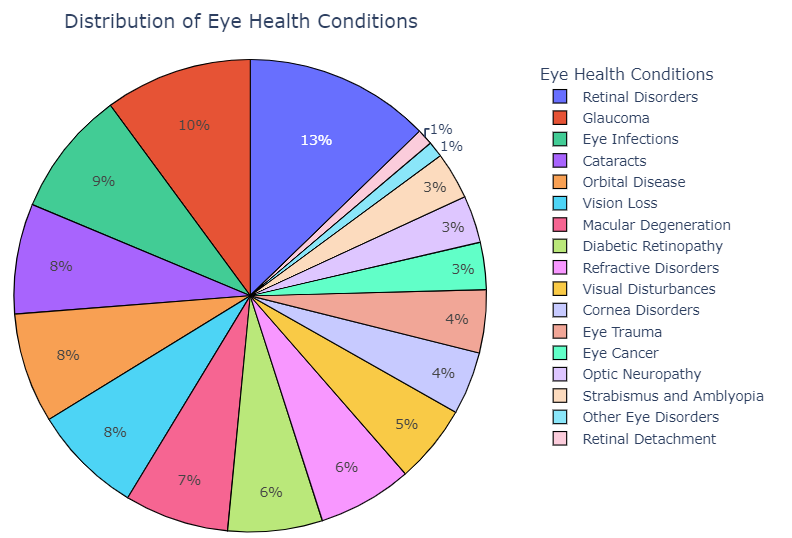 Distribution of Eye Health Conditions
Eye Health Conditions
Retinal Disorders
Glaucoma
Eye Infections
Cataracts
Orbital Disease
Vision Loss
Macular Degeneration
Diabetic Retinopathy
Refractive Disorders
Visual Disturbances
Cornea Disorders
Eye Trauma
Eye Cancer
Optic Neuropathy
Strabismus and Amblyopia
Other Eye Disorders
Retinal Detachment
13%
10%
9%
8%
8%
8%
7%
6%
6%
5%
4%
4%
3%
3%
3%
1%
1%